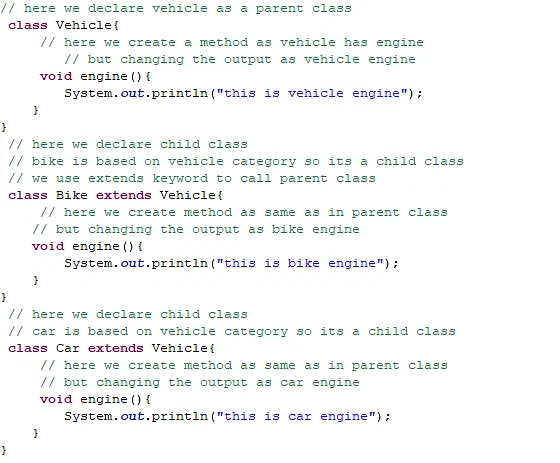 // here we declare vehicle as a parent class
class Vehicle{
// here we create a method as vehicle has engine
// but changing the output as vehicle engine
void engine(){
System.out.println("this is vehicle engine");
}
}
// here we declare child class
// bike is based on vehicle category so its a child class
// we use extends keyword to call parent class
class Bike extends Vehicle{
// here we create method as same as in parent class
// but changing the output as bike engine
void engine(){
System.out.println("this is bike engine");
}
}
// here we declare child class
// car is based on vehicle category so its a child class
class Car extends Vehicle{
// here we create method as same as in parent class
// but changing the output as car engine
void engine(){
System.out.println("this is car engine");
}
}